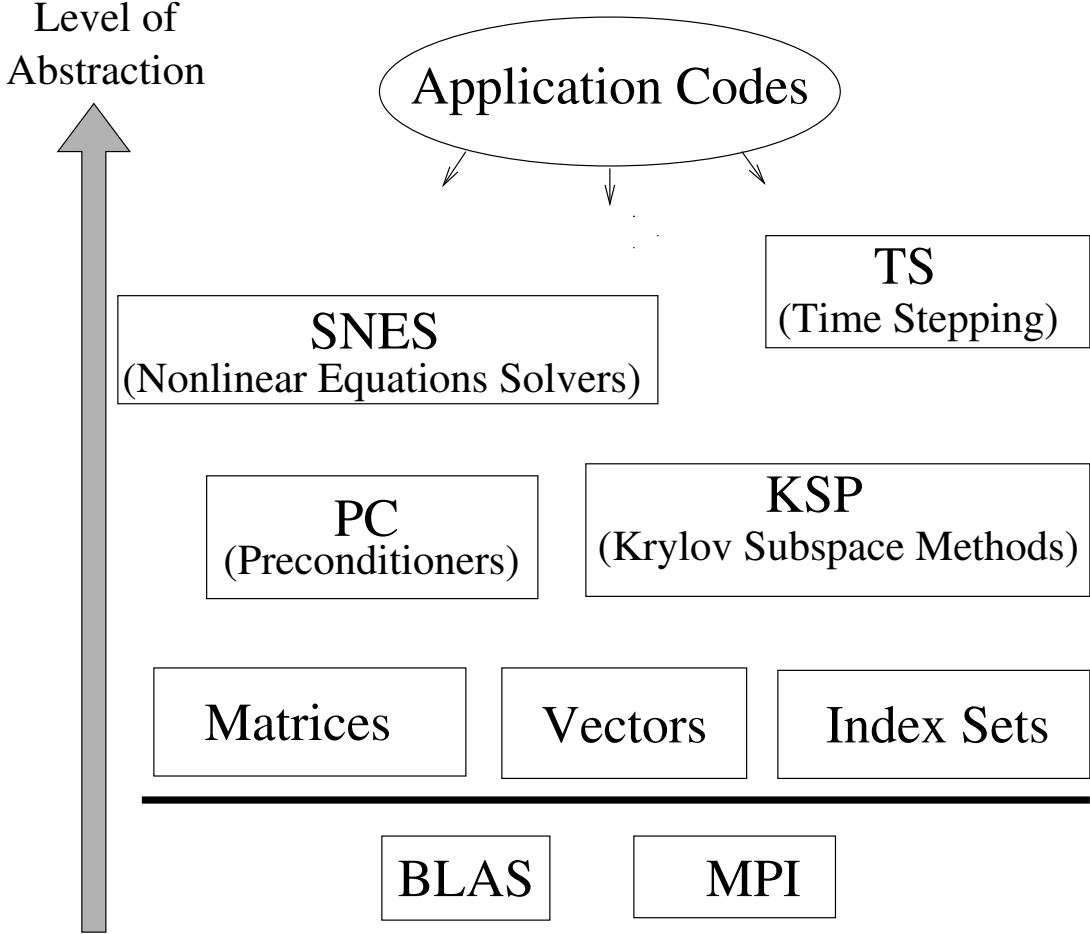 Level of
Abstraction
Application Codes
TS
(Time Stepping)
SNES
(Nonlinear Equations Solvers)
PC
(Preconditioners)
KSP
(Krylov Subspace Methods)
Matrices
Vectors
Index Sets
BLAS
MPI